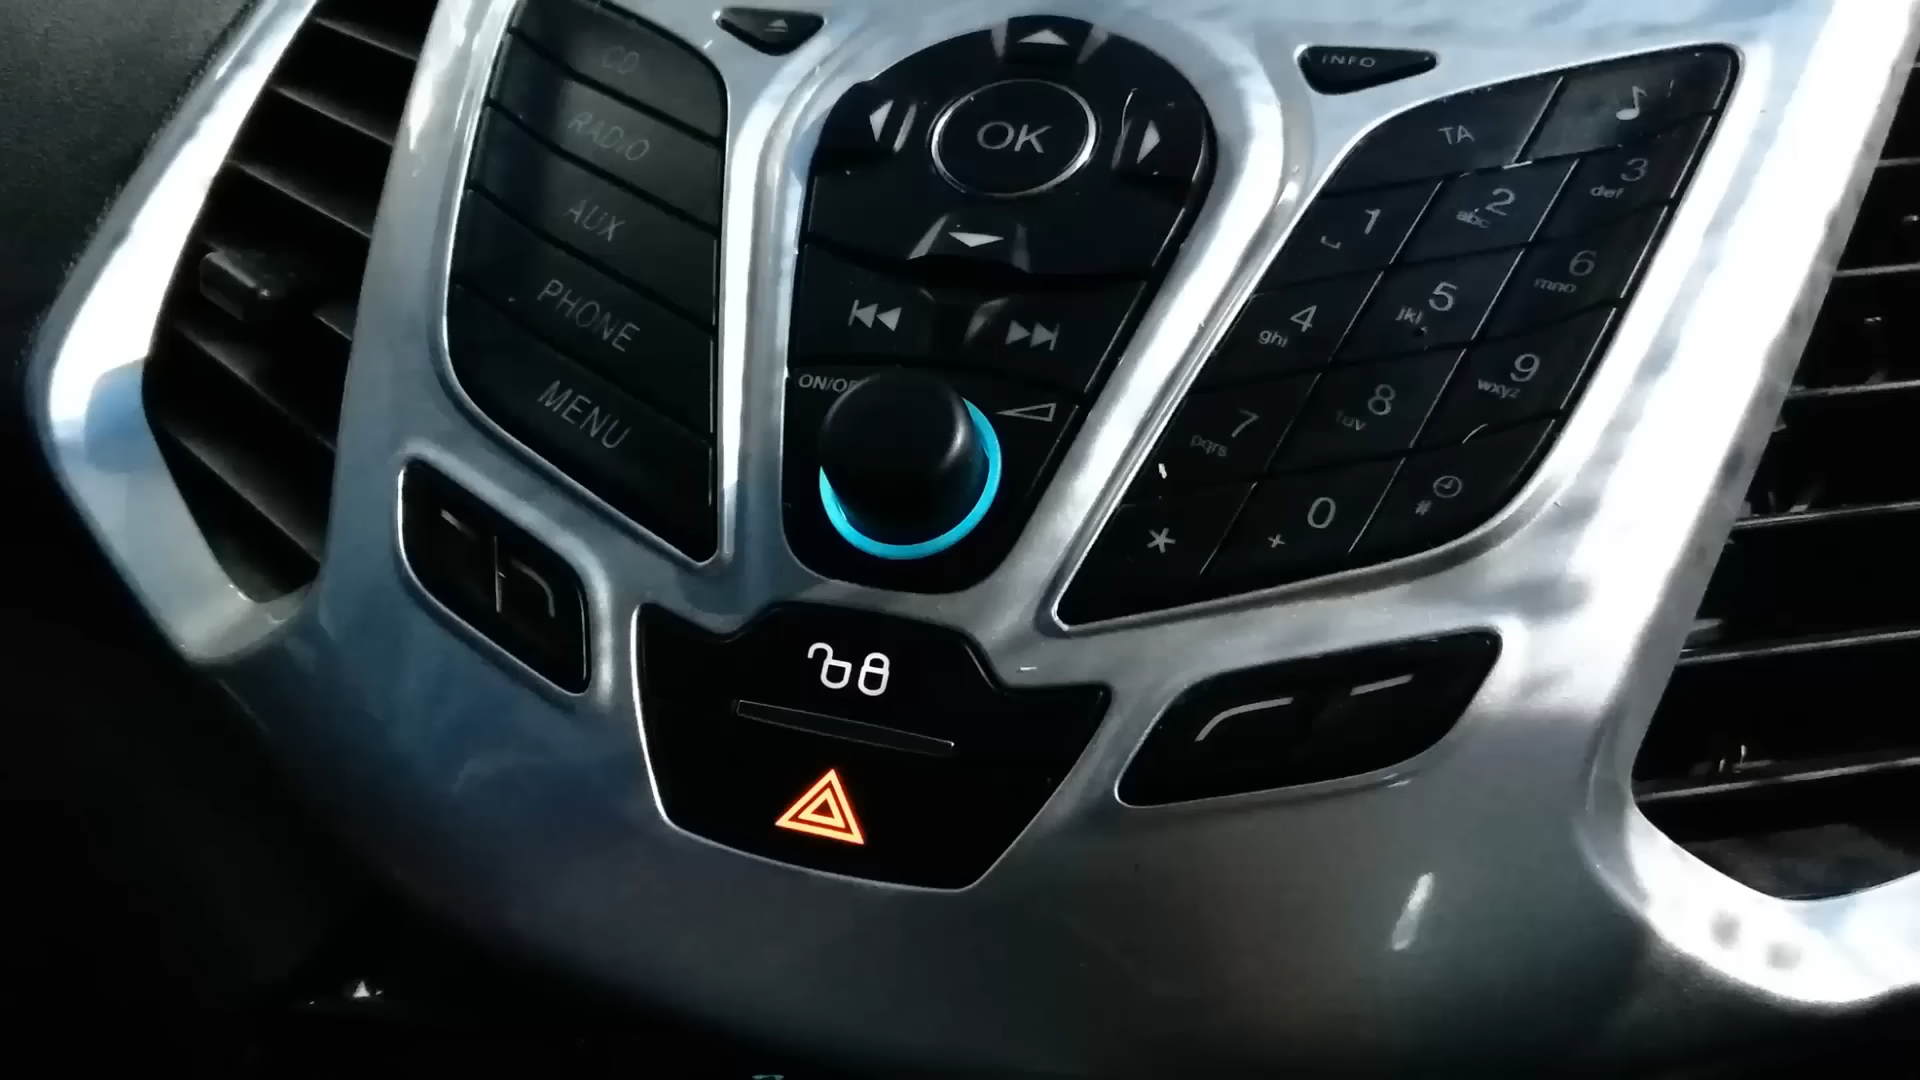 CD
RADIO
AUX
PHONE
MENU
OK
ON/OF
INFO
TA
1
2 abc
3 def
4 ghi
5 jkl
6 mno
7 pqrs
8 tuv
9 wxyz
*
0 +
#